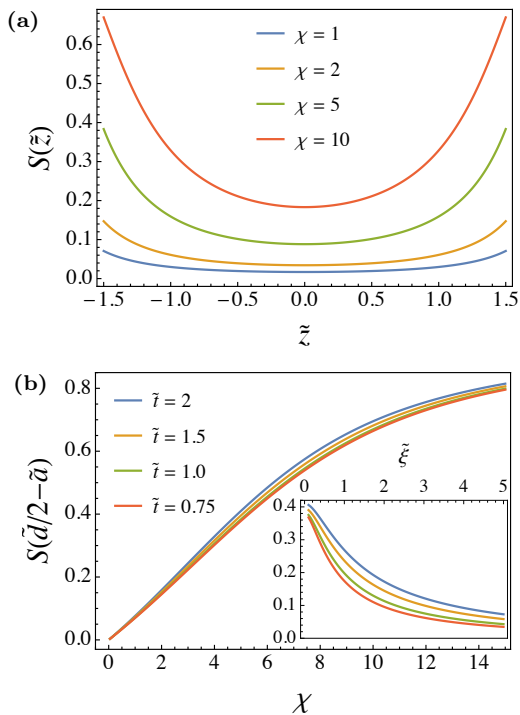 (a)
S(z̃)
0.6
0.5
0.4
0.3
0.2
0.1
0.0
χ = 1
χ = 2
χ = 5
χ = 10
−1.5 −1.0 −0.5 0.0 0.5 1.0 1.5
z̃
(b)
S(d̃/2−ã)
0.8
0.6
0.4
0.2
0.0
t̃ = 2
t̃ = 1.5
t̃ = 1.0
t̃ = 0.75
ξ̃
0 1 2 3 4 5
0.4
0.3
0.2
0.1
0.0
0 2 4 6 8 10 12 14
χ